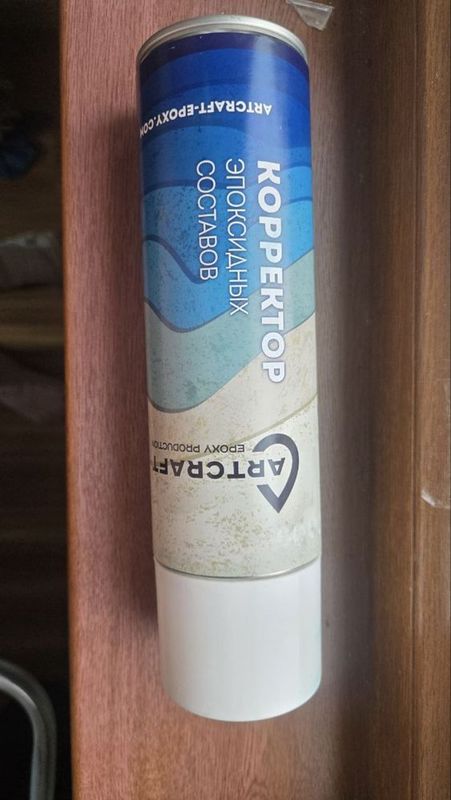 ARTCRAFT
EPOXY PRODUCTION
КОРРЕКТОР
ЭПОКСИДНЫХ
СОСТАВОВ
ARTCRAFT-EPOXY.COM